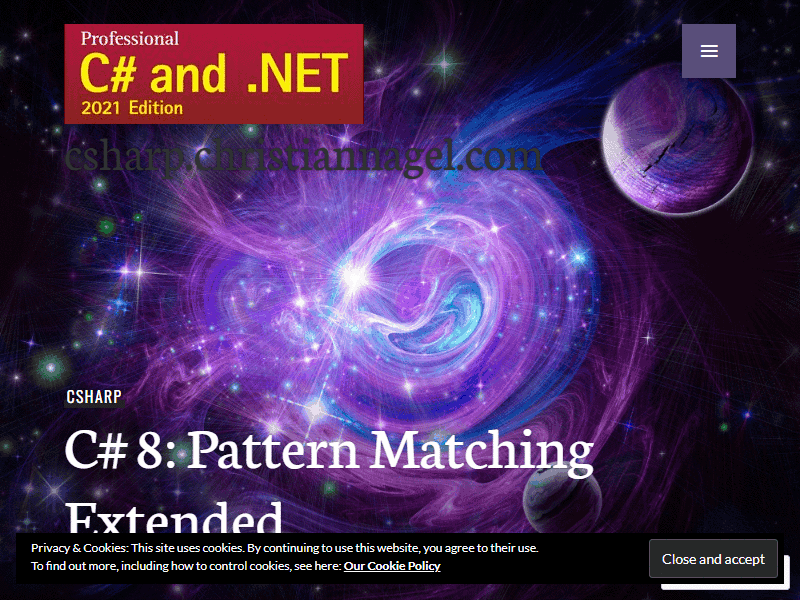 Professional
C# and .NET
2021 Edition
csharp.christiannagel.com
CSHARP
C# 8: Pattern Matching
Extended
Privacy & Cookies: This site uses cookies. By continuing to use this website, you agree to their use.
To find out more, including how to control cookies, see here: Our Cookie Policy
Close and accept